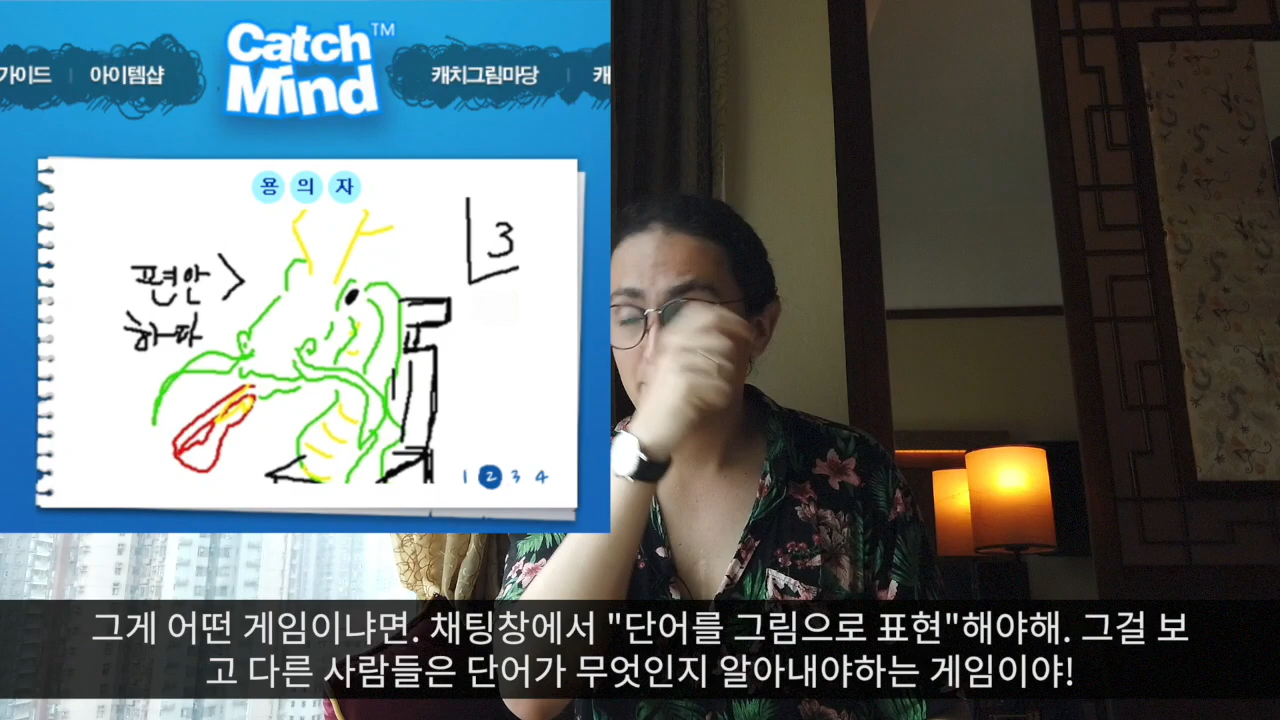 Catch™
Mind
가이드 | 아이템샵
캐치그림마당 | 캐
용의자
3
편안
1 2 3 4
그게 어떤 게임이냐면. 채팅창에서 "단어를 그림으로 표현"해야해. 그걸 보
고 다른 사람들은 단어가 무엇인지 알아내야하는 게임이야!